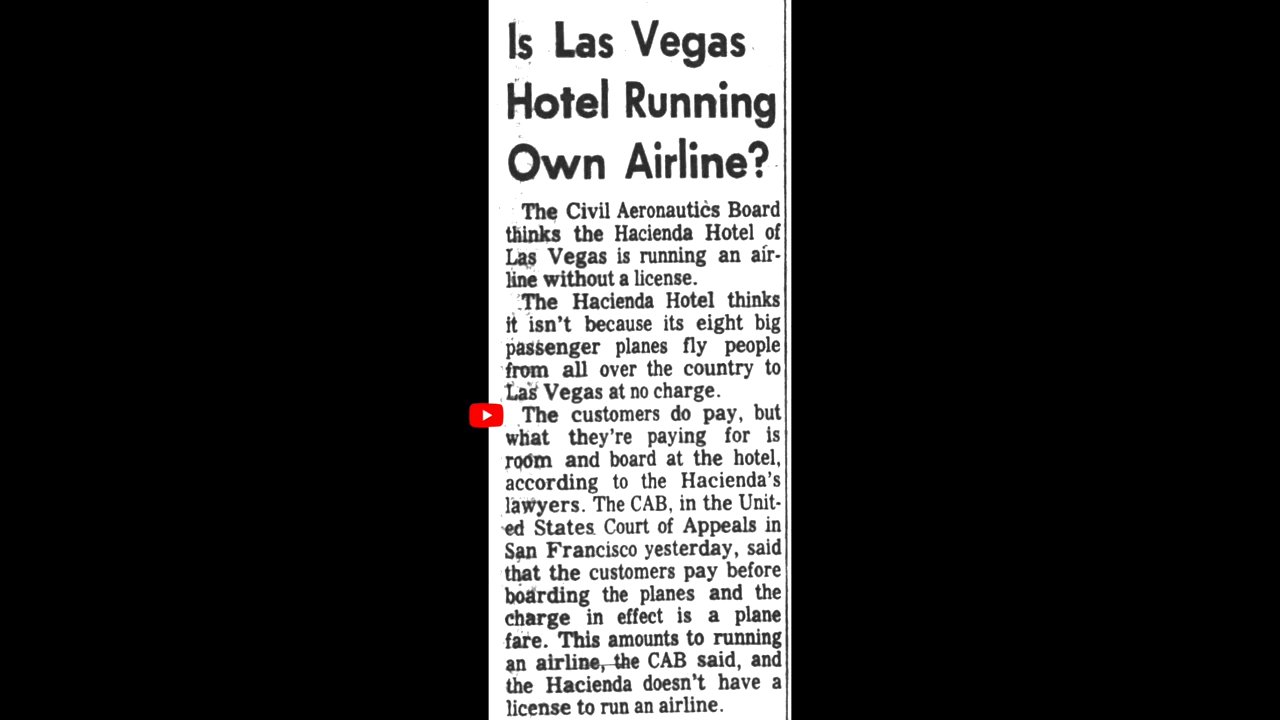 Is Las Vegas
Hotel Running
Own Airline?
The Civil Aeronautics Board
thinks the Hacienda Hotel of
Las Vegas is running an air-
line without a license.
The Hacienda Hotel thinks
it isn't because its eight big
passenger planes fly people
from all over the country to
Las Vegas at no charge.
The customers do pay, but
what they're paying for is
room and board at the hotel,
according to the Hacienda's
lawyers. The CAB, in the Unit-
ed States Court of Appeals in
San Francisco yesterday, said
that the customers pay before
boarding the planes and the
charge in effect is a plane
fare. This amounts to running
an airline, the CAB said, and
the Hacienda doesn't have a
license to run an airline.